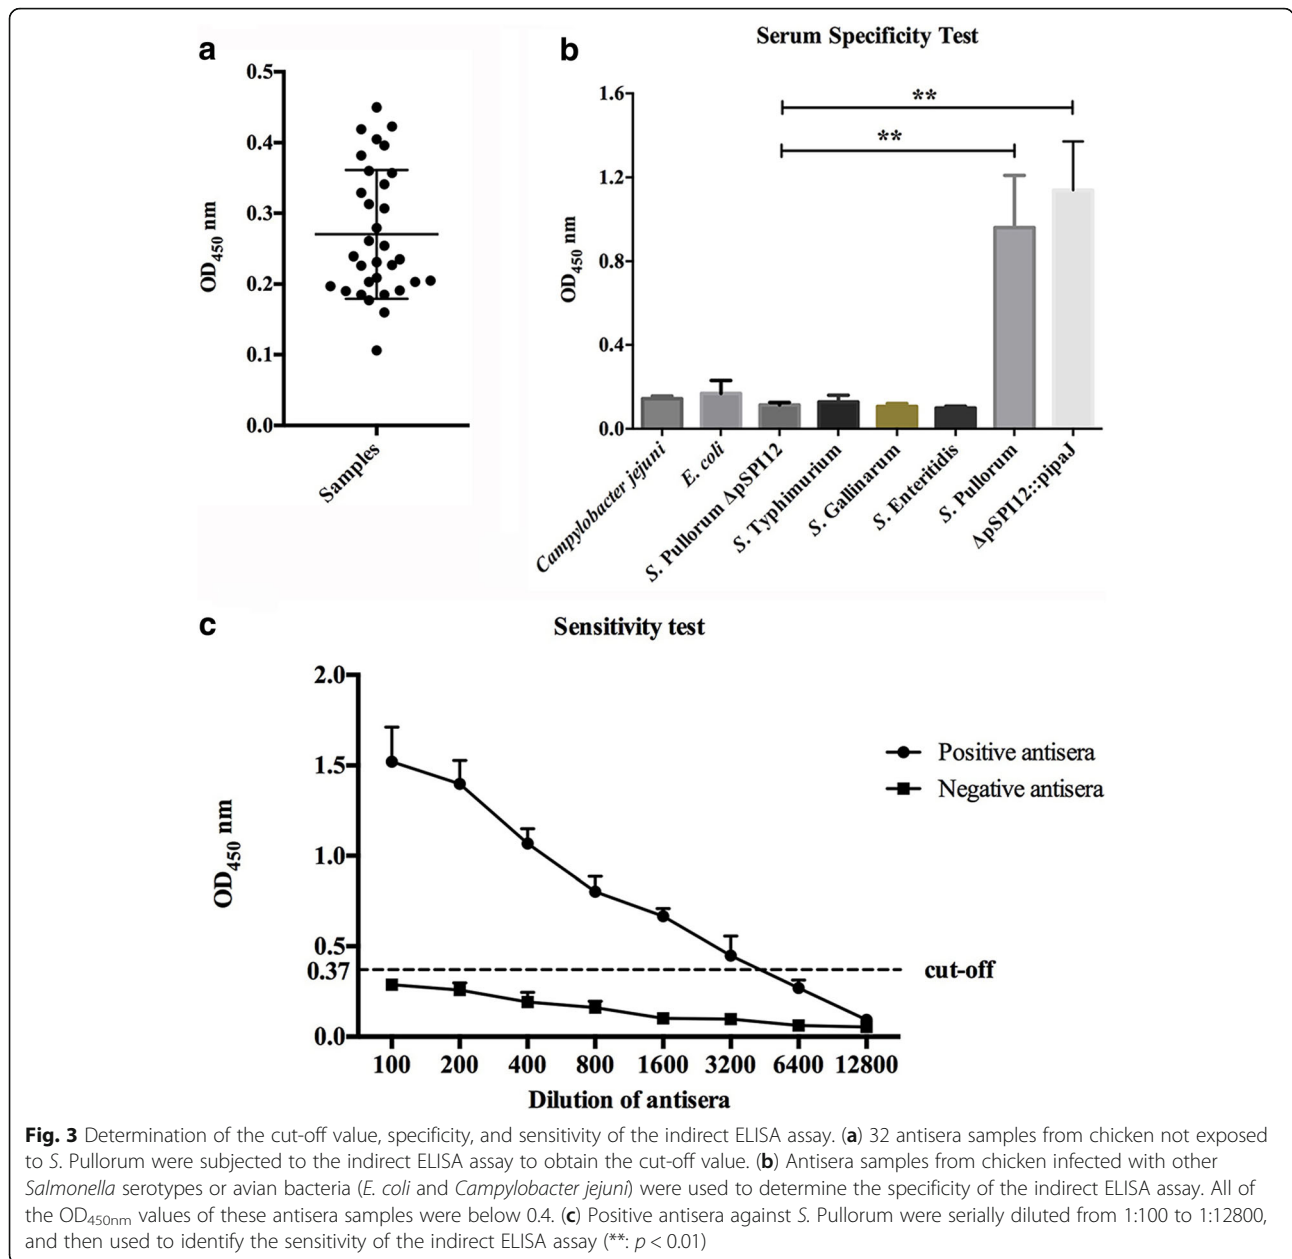 a
0.5
0.4
0.3
0.2
0.1
0.0
OD450 nm
Samples
b
Serum Specificity Test
1.6
1.2
0.8
0.4
0.0
OD450 nm
**
**
Campylobacter jejuni
E. coli
S. Pullorum ΔpSPI12
S. Typhimurium
S. Gallinarum
S. Enteritidis
S. Pullorum
ΔpSPI12::pipaJ
c
Sensitivity test
2.0
1.5
1.0
0.5
0.37
0.0
OD450 nm
Positive antisera
Negative antisera
cut-off
100 200 400 800 1600 3200 6400 12800
Dilution of antisera
Fig. 3 Determination of the cut-off value, specificity, and sensitivity of the indirect ELISA assay. (a) 32 antisera samples from chicken not exposed
to S. Pullorum were subjected to the indirect ELISA assay to obtain the cut-off value. (b) Antisera samples from chicken infected with other
Salmonella serotypes or avian bacteria (E. coli and Campylobacter jejuni) were used to determine the specificity of the indirect ELISA assay. All of
the OD450nm values of these antisera samples were below 0.4. (c) Positive antisera against S. Pullorum were serially diluted from 1:100 to 1:12800,
and then used to identify the sensitivity of the indirect ELISA assay (**: p < 0.01)